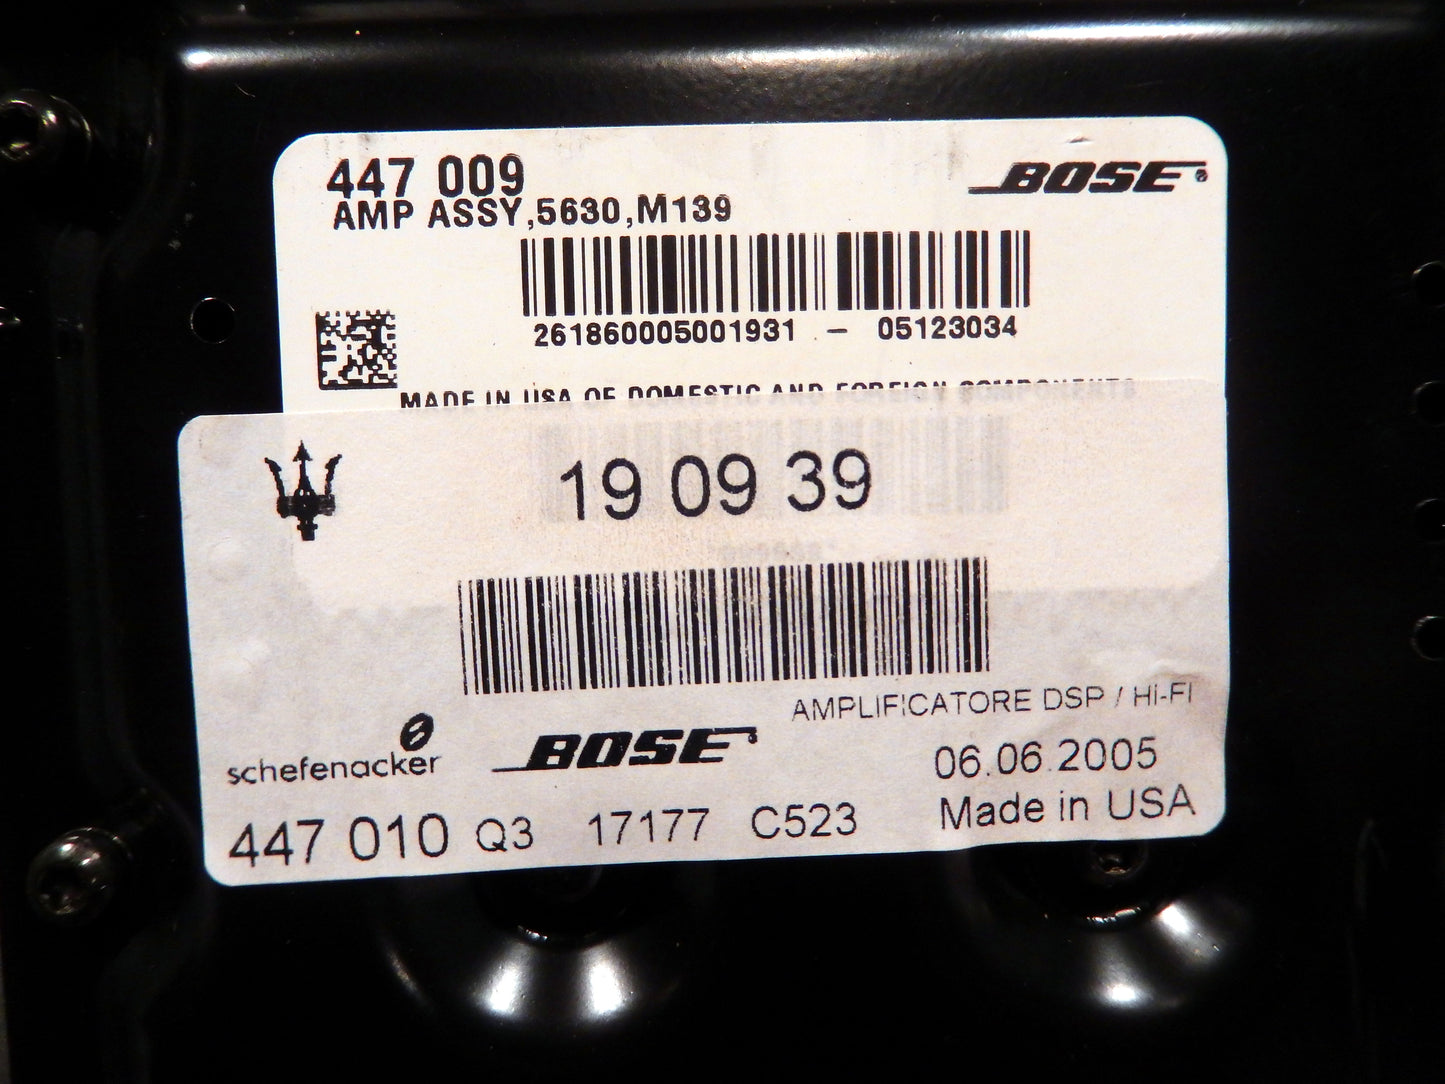 447 009
BOSE
AMP ASSY,5630,M139
261860005001931 - 05123034
MADE IN USA OF DOMESTIC AND FOREIGN COMPONENTS
19 09 39
AMPLIFICATORE DSP / Hi-Fi
schefenacker BOSE 06.06.2005
447 010 Q3 17177 C523 Made in USA